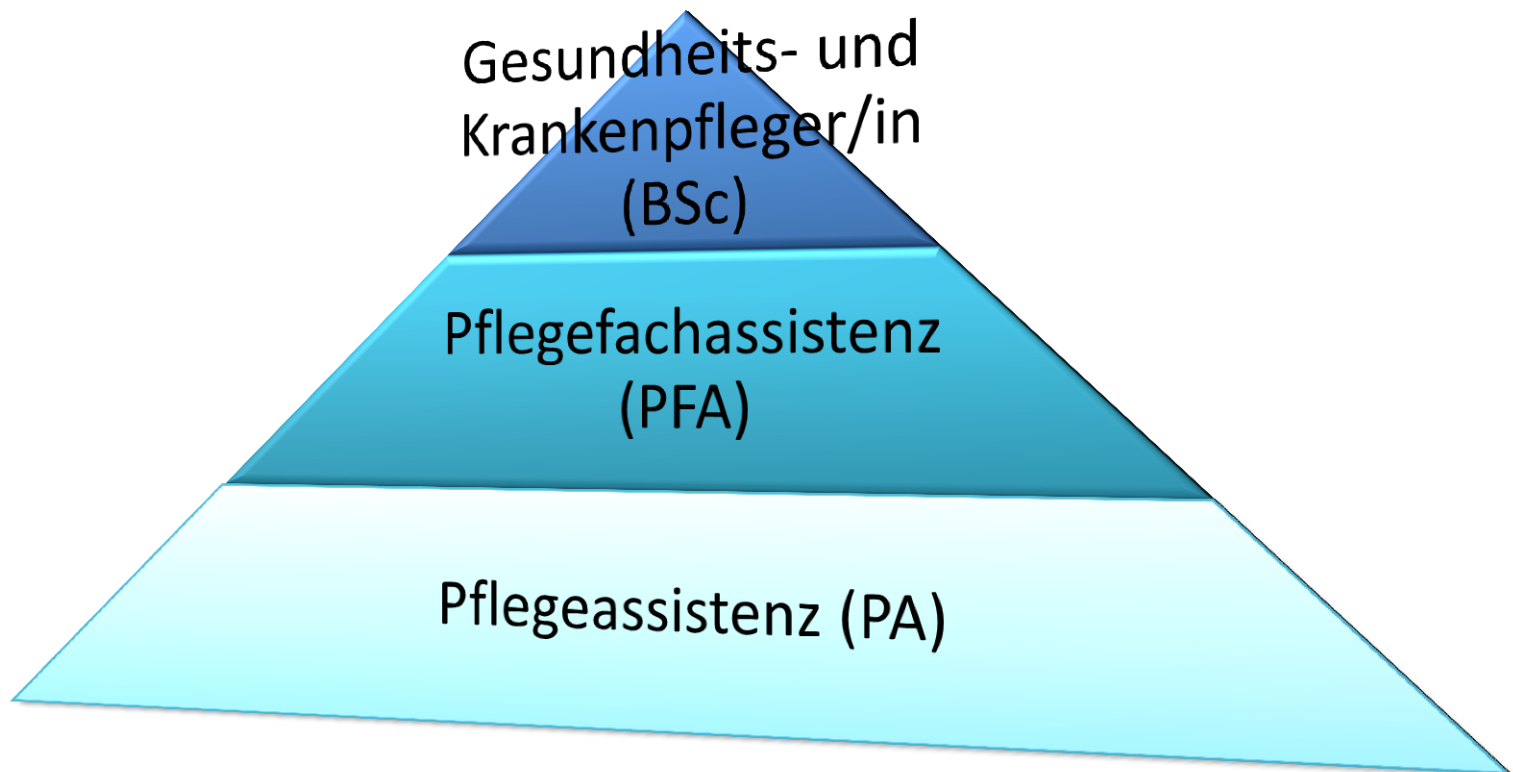 Gesundheits- und
Krankenpfleger/in
(BSc)
Pflegefachassistenz
(PFA)
Pflegeassistenz (PA)